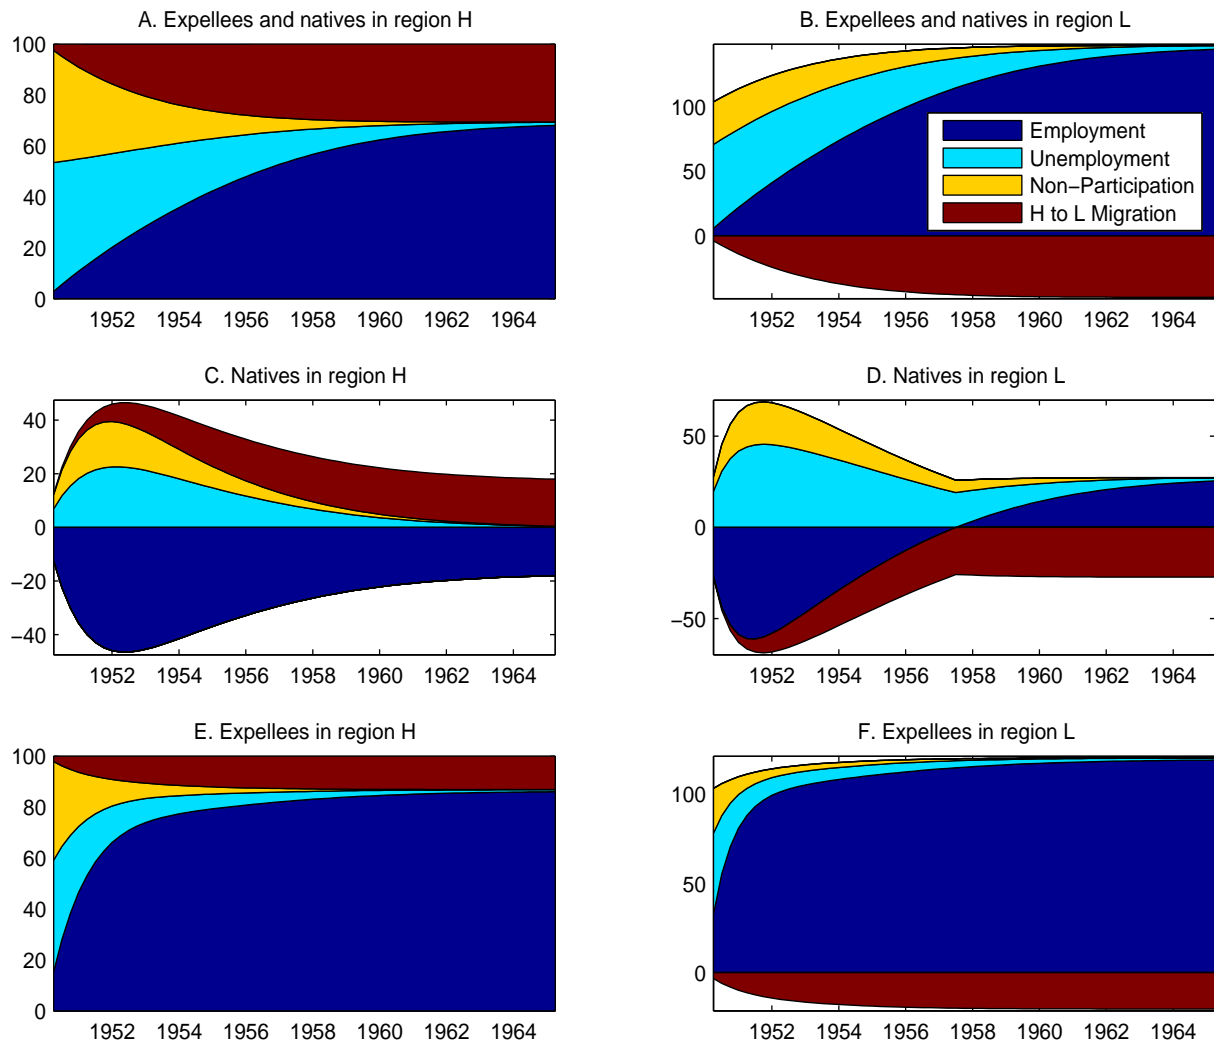 A. Expellees and natives in region H
100
80
60
40
20
0
1952 1954 1956 1958 1960 1962 1964
B. Expellees and natives in region L
100
50
0
Employment
Unemployment
Non−Participation
H to L Migration
1952 1954 1956 1958 1960 1962 1964
C. Natives in region H
40
20
0
−20
−40
1952 1954 1956 1958 1960 1962 1964
D. Natives in region L
50
0
−50
1952 1954 1956 1958 1960 1962 1964
E. Expellees in region H
100
80
60
40
20
0
1952 1954 1956 1958 1960 1962 1964
F. Expellees in region L
100
50
0
1952 1954 1956 1958 1960 1962 1964